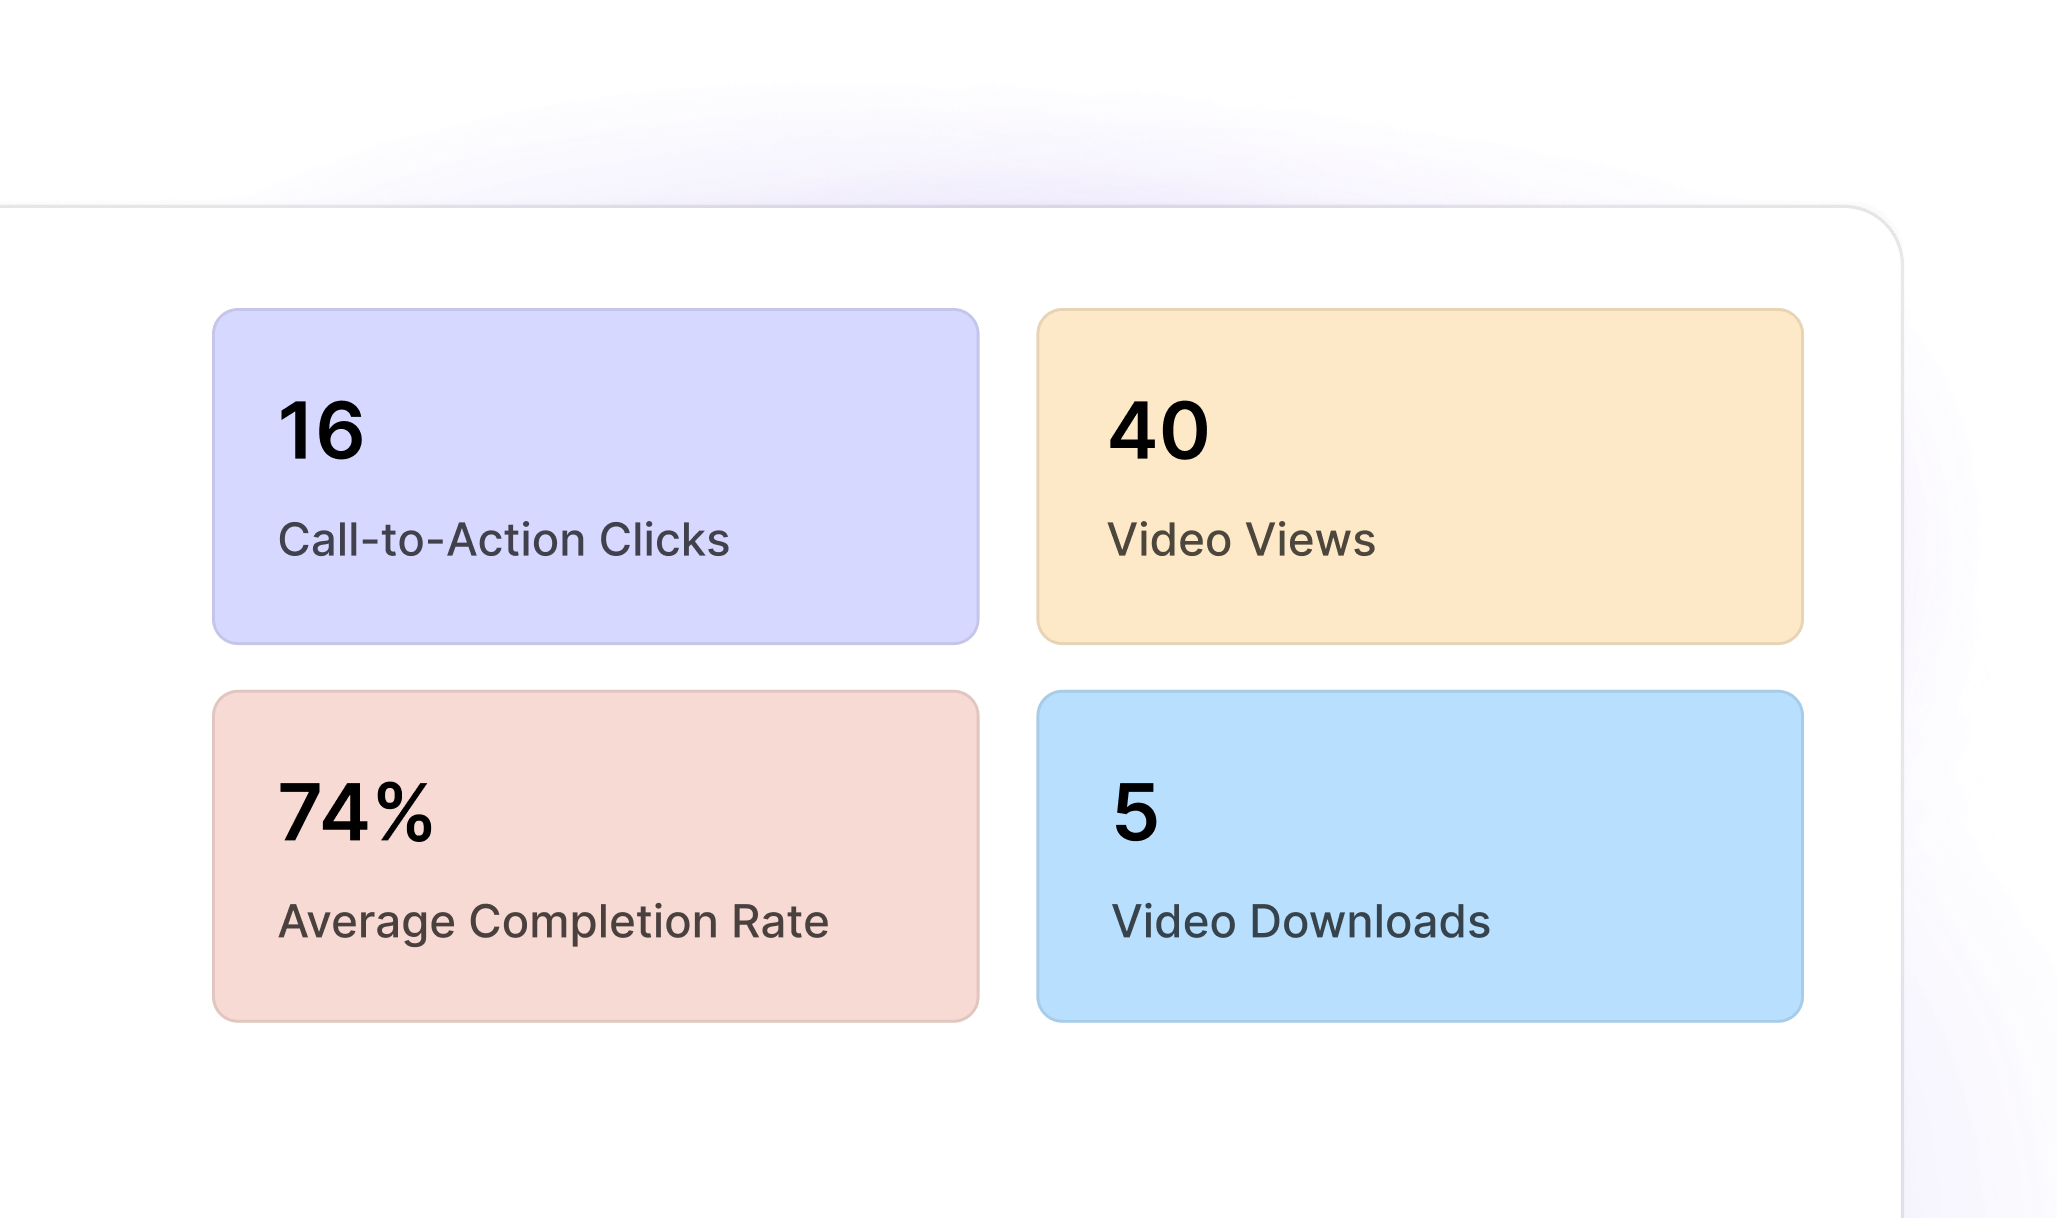 16
Call-to-Action Clicks
40
Video Views
74%
Average Completion Rate
5
Video Downloads